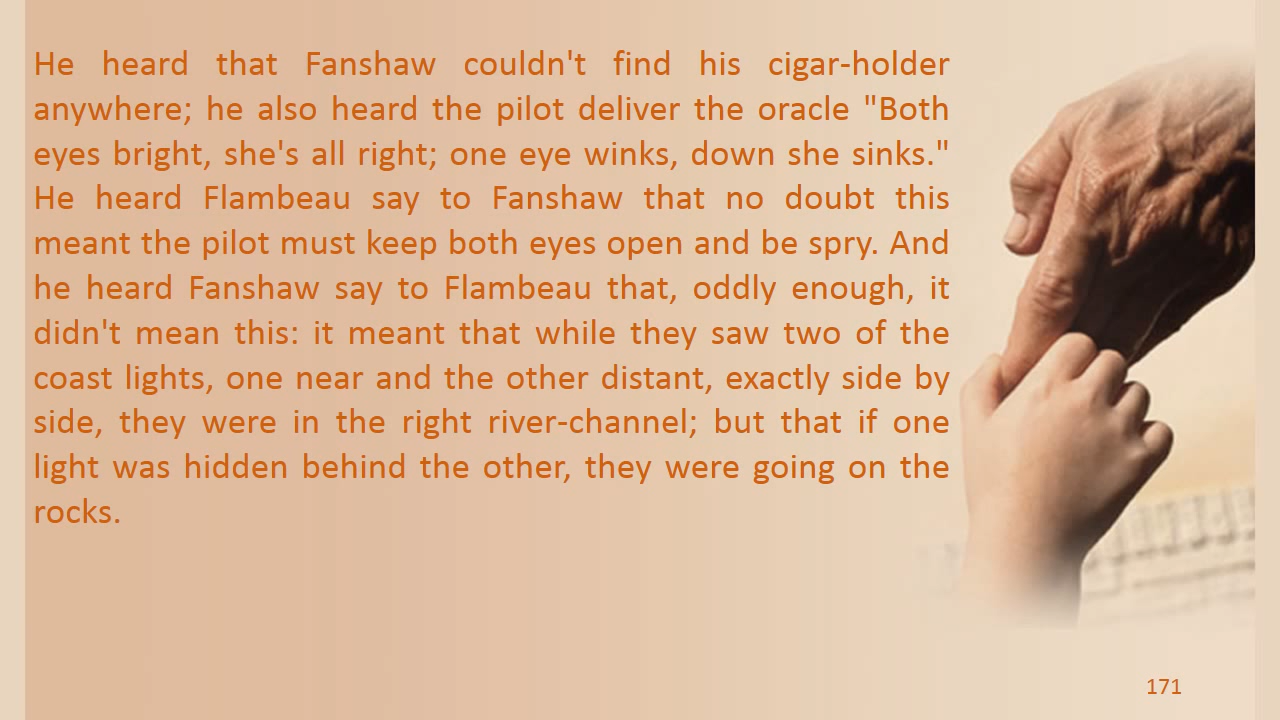 He heard that Fanshaw couldn't find his cigar-holder
anywhere; he also heard the pilot deliver the oracle "Both
eyes bright, she's all right; one eye winks, down she sinks."
He heard Flambeau say to Fanshaw that no doubt this
meant the pilot must keep both eyes open and be spry. And
he heard Fanshaw say to Flambeau that, oddly enough, it
didn't mean this: it meant that while they saw two of the
coast lights, one near and the other distant, exactly side by
side, they were in the right river-channel; but that if one
light was hidden behind the other, they were going on the
rocks.
171